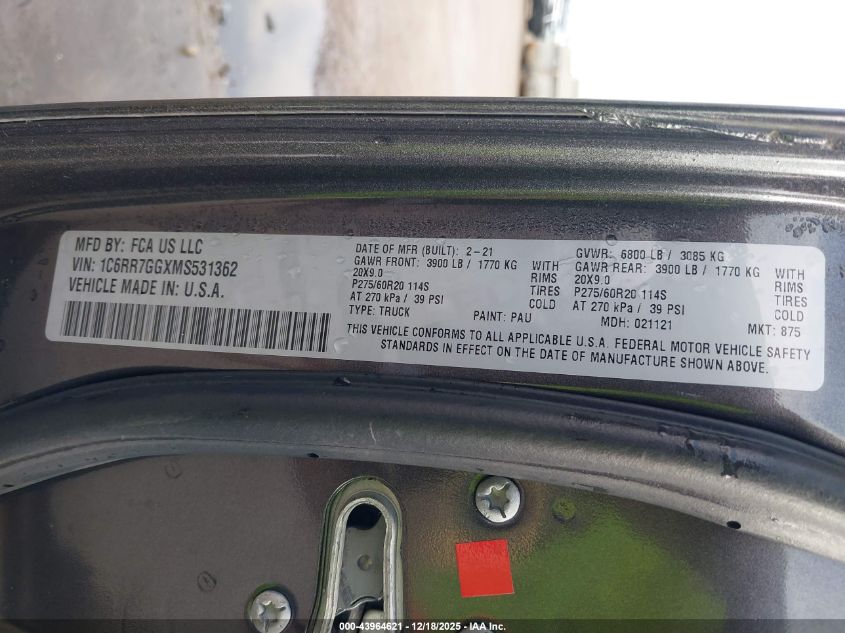 MFD BY: FCA US LLC
VIN: 1C6RR7GGXMS531362
VEHICLE MADE IN: U.S.A.
DATE OF MFR (BUILT): 2-21
GAWR FRONT: 3900 LB / 1770 KG
20X9.0 RIMS
P275/60R20 114S TIRES
AT 270 kPa / 39 PSI COLD
TYPE: TRUCK PAINT: PAU
GVWR: 6800 LB / 3085 KG
GAWR REAR: 3900 LB / 1770 KG
20X9.0 RIMS
P275/60R20 114S TIRES
AT 270 kPa / 39 PSI COLD
MDH: 021121 MKT: 875
THIS VEHICLE CONFORMS TO ALL APPLICABLE U.S.A. FEDERAL MOTOR VEHICLE SAFETY
STANDARDS IN EFFECT ON THE DATE OF MANUFACTURE SHOWN ABOVE.
000-43964621 - 12/18/2025 - IAA, Inc.